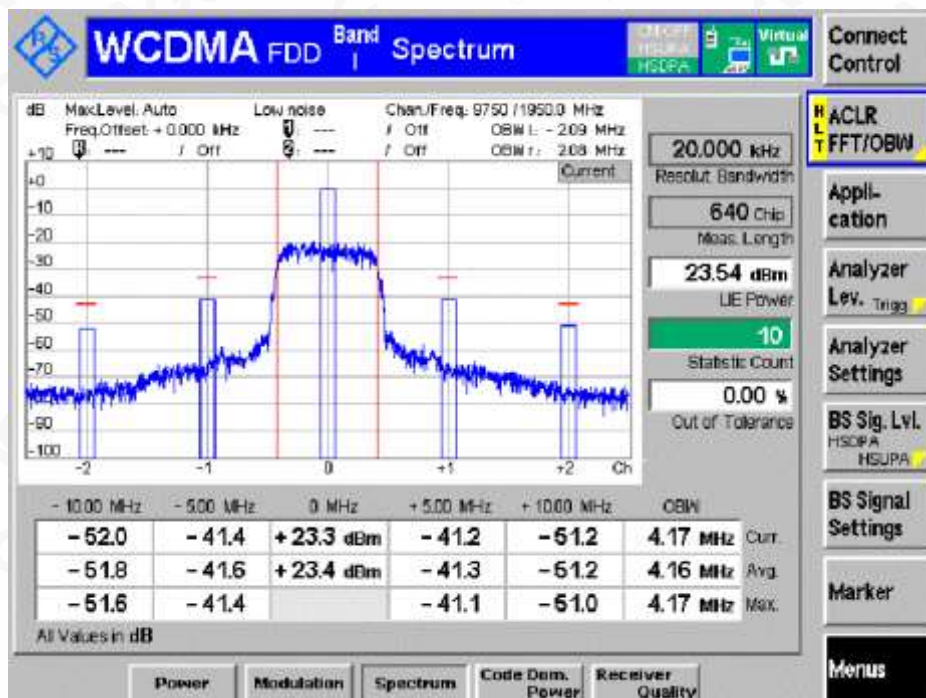 R&S WCDMA FDD Band I Spectrum
HSUPA
HSDPA
Virtual
Connect Control
dB Max.Level: Auto Low noise Chan./Freq.: 9750 / 1950.0 MHz
Freq.Offset: + 0.000 kHz 1: --- / Off OBW l: - 2.09 MHz
R: --- / Off 2: --- / Off OBW r: 2.08 MHz
Current
+10
+0
-10
-20
-30
-40
-50
-60
-70
-90
-100
-2 -1 0 +1 +2 Ch
20.000 kHz
Resolut. Bandwidth
640 Chip
Meas. Length
23.54 dBm
UE Power
10
Statistic Count
0.00 %
Out of Tolerance
- 10.00 MHz - 5.00 MHz 0 MHz + 5.00 MHz + 10.00 MHz OBW
- 52.0 - 41.4 + 23.3 dBm - 41.2 - 51.2 4.17 MHz Curr.
- 51.8 - 41.6 + 23.4 dBm - 41.3 - 51.2 4.16 MHz Avg.
- 51.6 - 41.4 - 41.1 - 51.0 4.17 MHz Max.
All Values in dB
HLT
ACLR
FFT/OBW
Appli-
cation
Analyzer
Lev. Trigg
Analyzer
Settings
BS Sig. Lvl.
HSDPA
HSUPA
BS Signal
Settings
Marker
Menus
Power Modulation Spectrum Code Dom. Power Receiver Quality